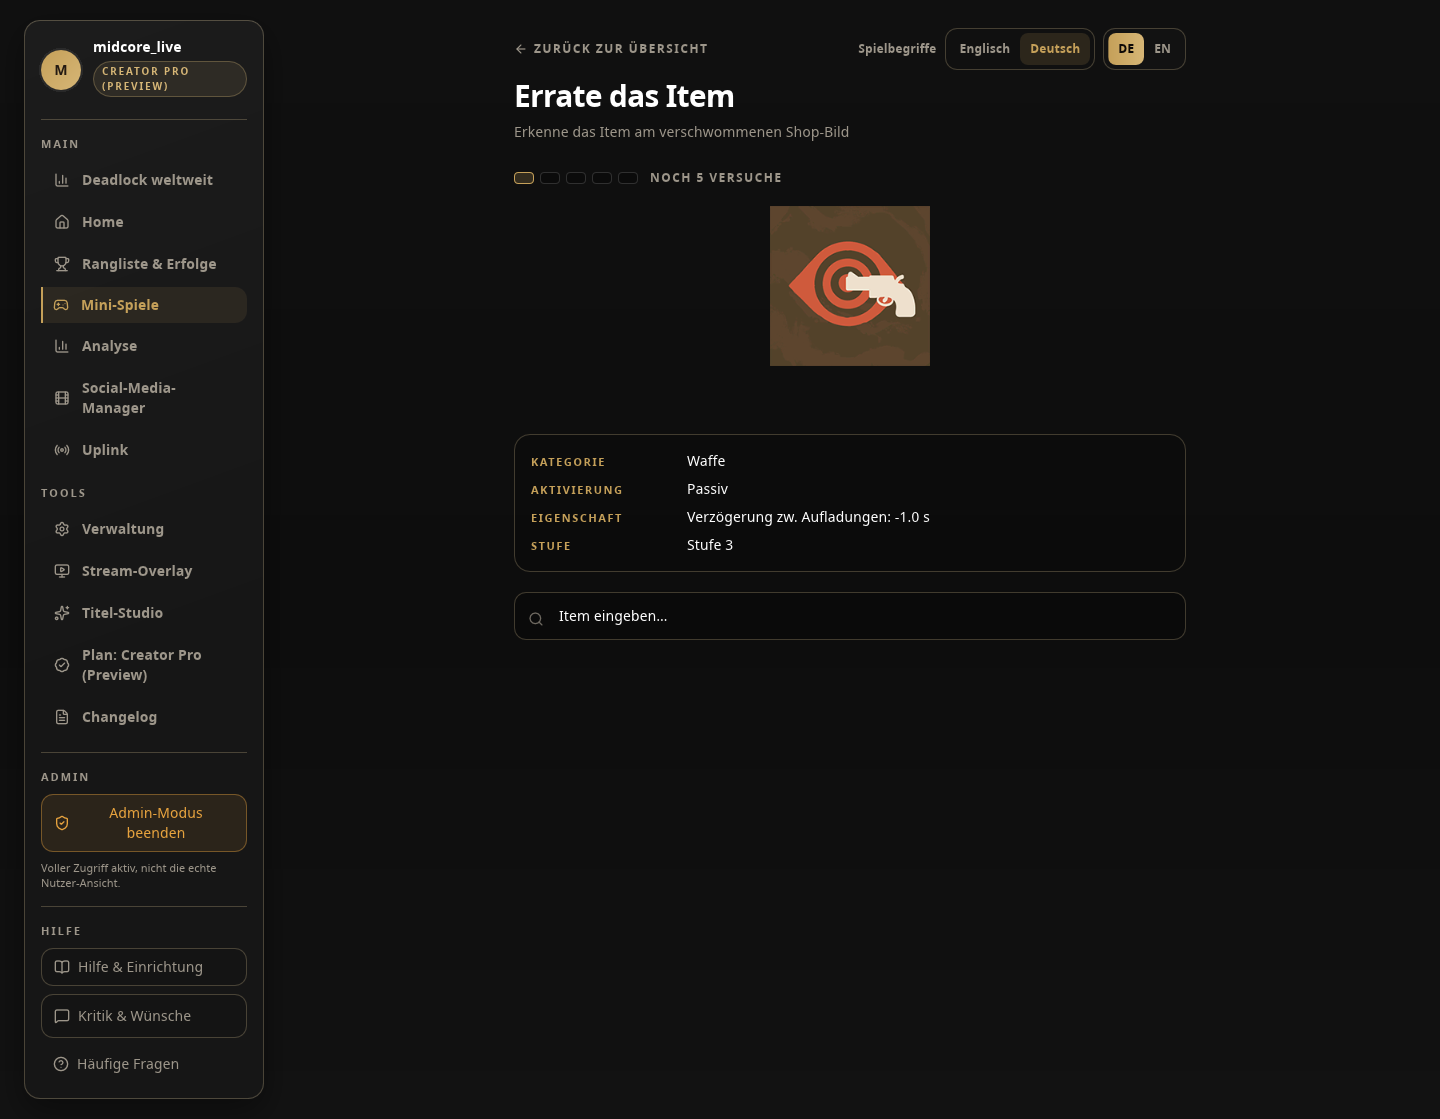 M
midcore_live
CREATOR PRO
(PREVIEW)
MAIN
Deadlock weltweit
Home
Rangliste & Erfolge
Mini-Spiele
Analyse
Social-Media-
Manager
Uplink
TOOLS
Verwaltung
Stream-Overlay
Titel-Studio
Plan: Creator Pro
(Preview)
Changelog
ADMIN
Admin-Modus
beenden
Voller Zugriff aktiv, nicht die echte
Nutzer-Ansicht.
HILFE
Hilfe & Einrichtung
Kritik & Wünsche
Häufige Fragen
ZURÜCK ZUR ÜBERSICHT
Spielbegriffe Englisch Deutsch DE EN
Errate das Item
Erkenne das Item am verschwommenen Shop-Bild
NOCH 5 VERSUCHE
KATEGORIE Waffe
AKTIVIERUNG Passiv
EIGENSCHAFT Verzögerung zw. Aufladungen: -1.0 s
STUFE Stufe 3
Item eingeben...